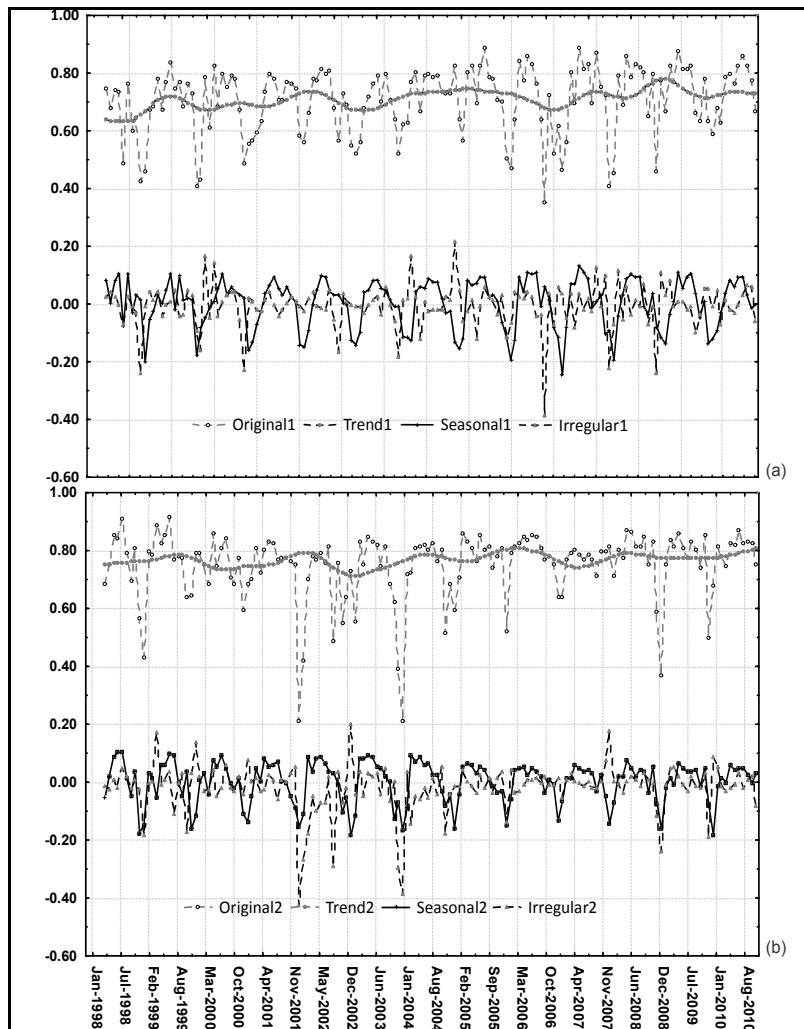 1.00
0.80
0.60
0.40
0.20
0.00
-0.20
-0.40
-0.60
Original1 Trend1 Seasonal1 Irregular1
(a)
1.00
0.80
0.60
0.40
0.20
0.00
-0.20
-0.40
-0.60
Original2 Trend2 Seasonal2 Irregular2
(b)
Jan-1998
Jul-1998
Feb-1999
Aug-1999
Mar-2000
Oct-2000
Apr-2001
Nov-2001
May-2002
Dec-2002
Jun-2003
Jan-2004
Aug-2004
Feb-2005
Sep-2005
Mar-2006
Oct-2006
Apr-2007
Nov-2007
Jun-2008
Dec-2008
Jul-2009
Jan-2010
Aug-2010